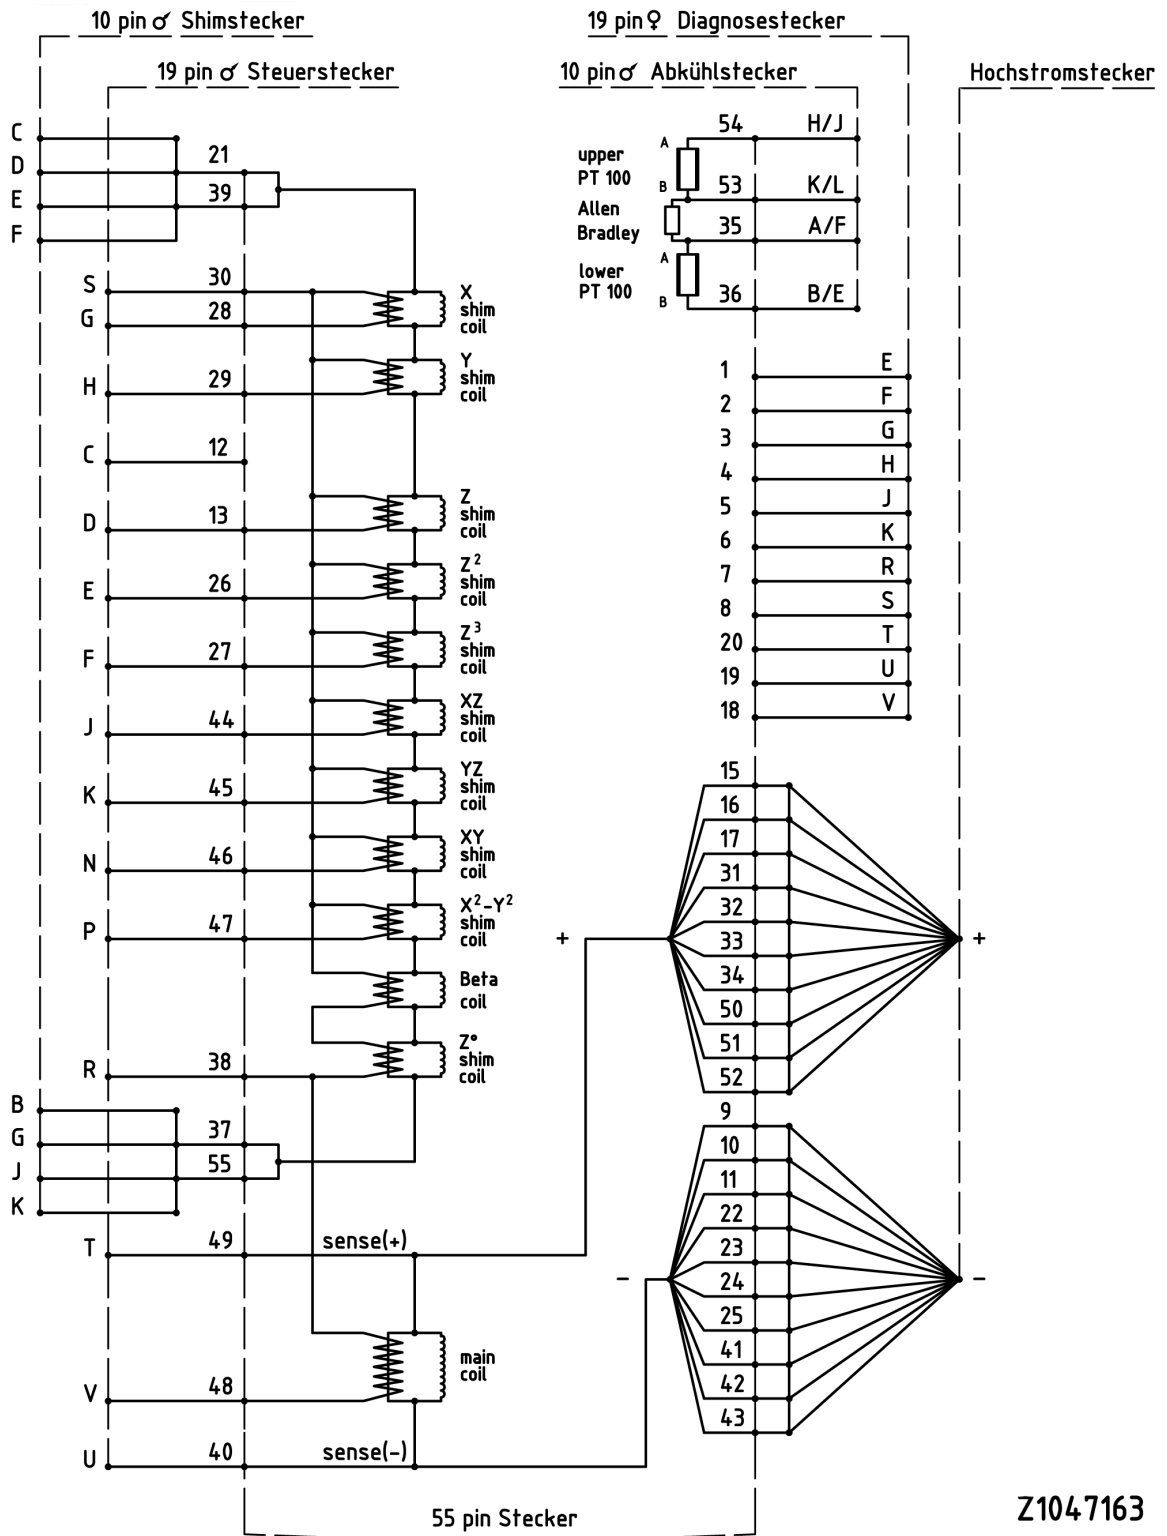 10 pin ♂ Shimstecker
19 pin ♀ Diagnosestecker
19 pin ♂ Steuerstecker
10 pin ♂ Abkühlstecker
Hochstromstecker
C
D
21
E
39
F
S
30
X
shim
coil
G
28
H
29
Y
shim
coil
C
12
D
13
Z
shim
coil
E
26
Z²
shim
coil
F
27
Z³
shim
coil
J
44
XZ
shim
coil
K
45
YZ
shim
coil
N
46
XY
shim
coil
P
47
X²-Y²
shim
coil
Beta
coil
R
38
Z°
shim
coil
B
G
37
J
55
K
T
49
sense(+)
main
coil
V
48
U
40
sense(-)
upper
PT 100
A
B
54
H/J
53
K/L
Allen
Bradley
35
A/F
lower
PT 100
A
B
36
B/E
1
E
2
F
3
G
4
H
5
J
6
K
7
R
8
S
20
T
19
U
18
V
15
16
17
31
32
+
33
+
34
50
51
52
9
10
11
22
23
-
24
-
25
41
42
43
55 pin Stecker
Z1047163